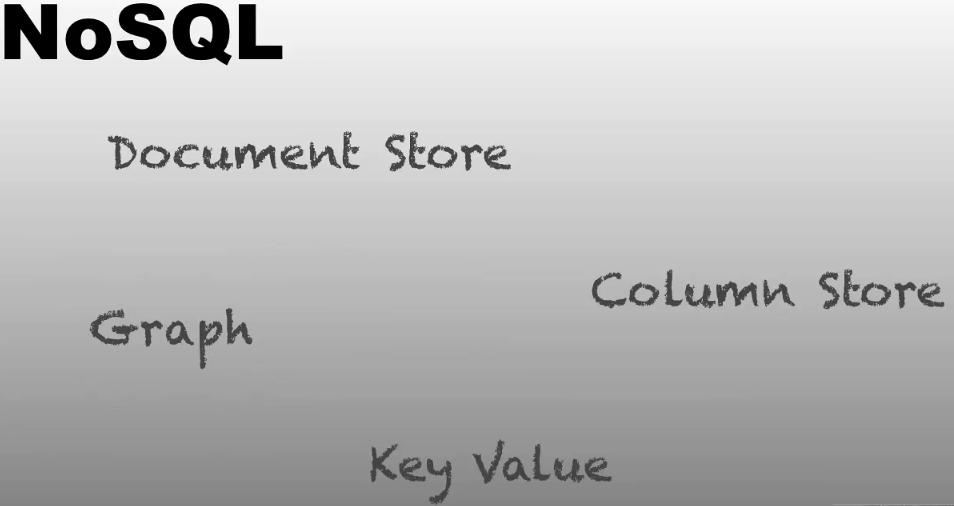 NoSQL
Document Store
Column Store
Graph
Key Value